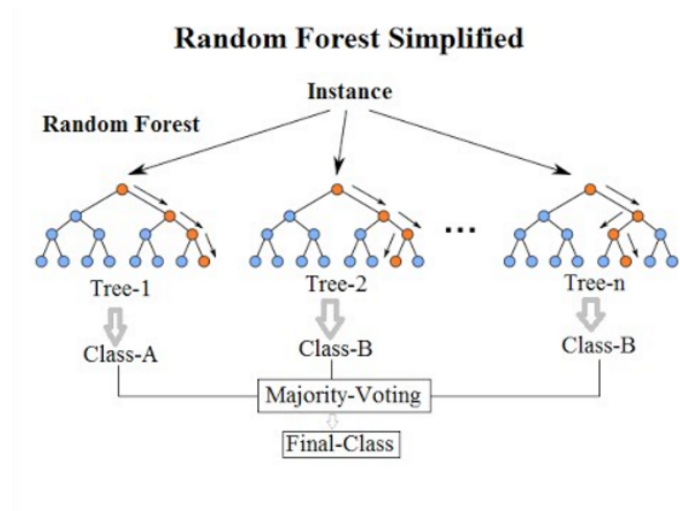 Random Forest Simplified
Instance
Random Forest
...
Tree-1
Tree-2
Tree-n
Class-A
Class-B
Class-B
Majority-Voting
Final-Class